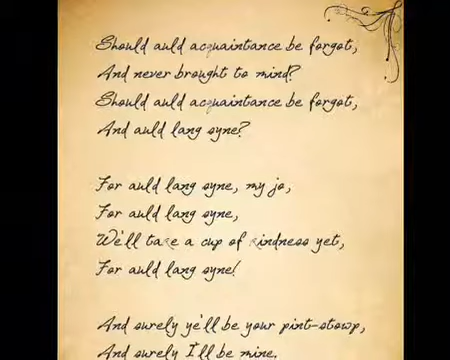 Should auld acquaintance be forgot,
And never brought to mind?
Should auld acquaintance be forgot,
And auld lang syne?
For auld lang syne, my jo,
For auld lang syne,
We'll take a cup of kindness yet,
For auld lang syne!
And surely ye'll be your pint-stowp,
And surely I'll be mine,